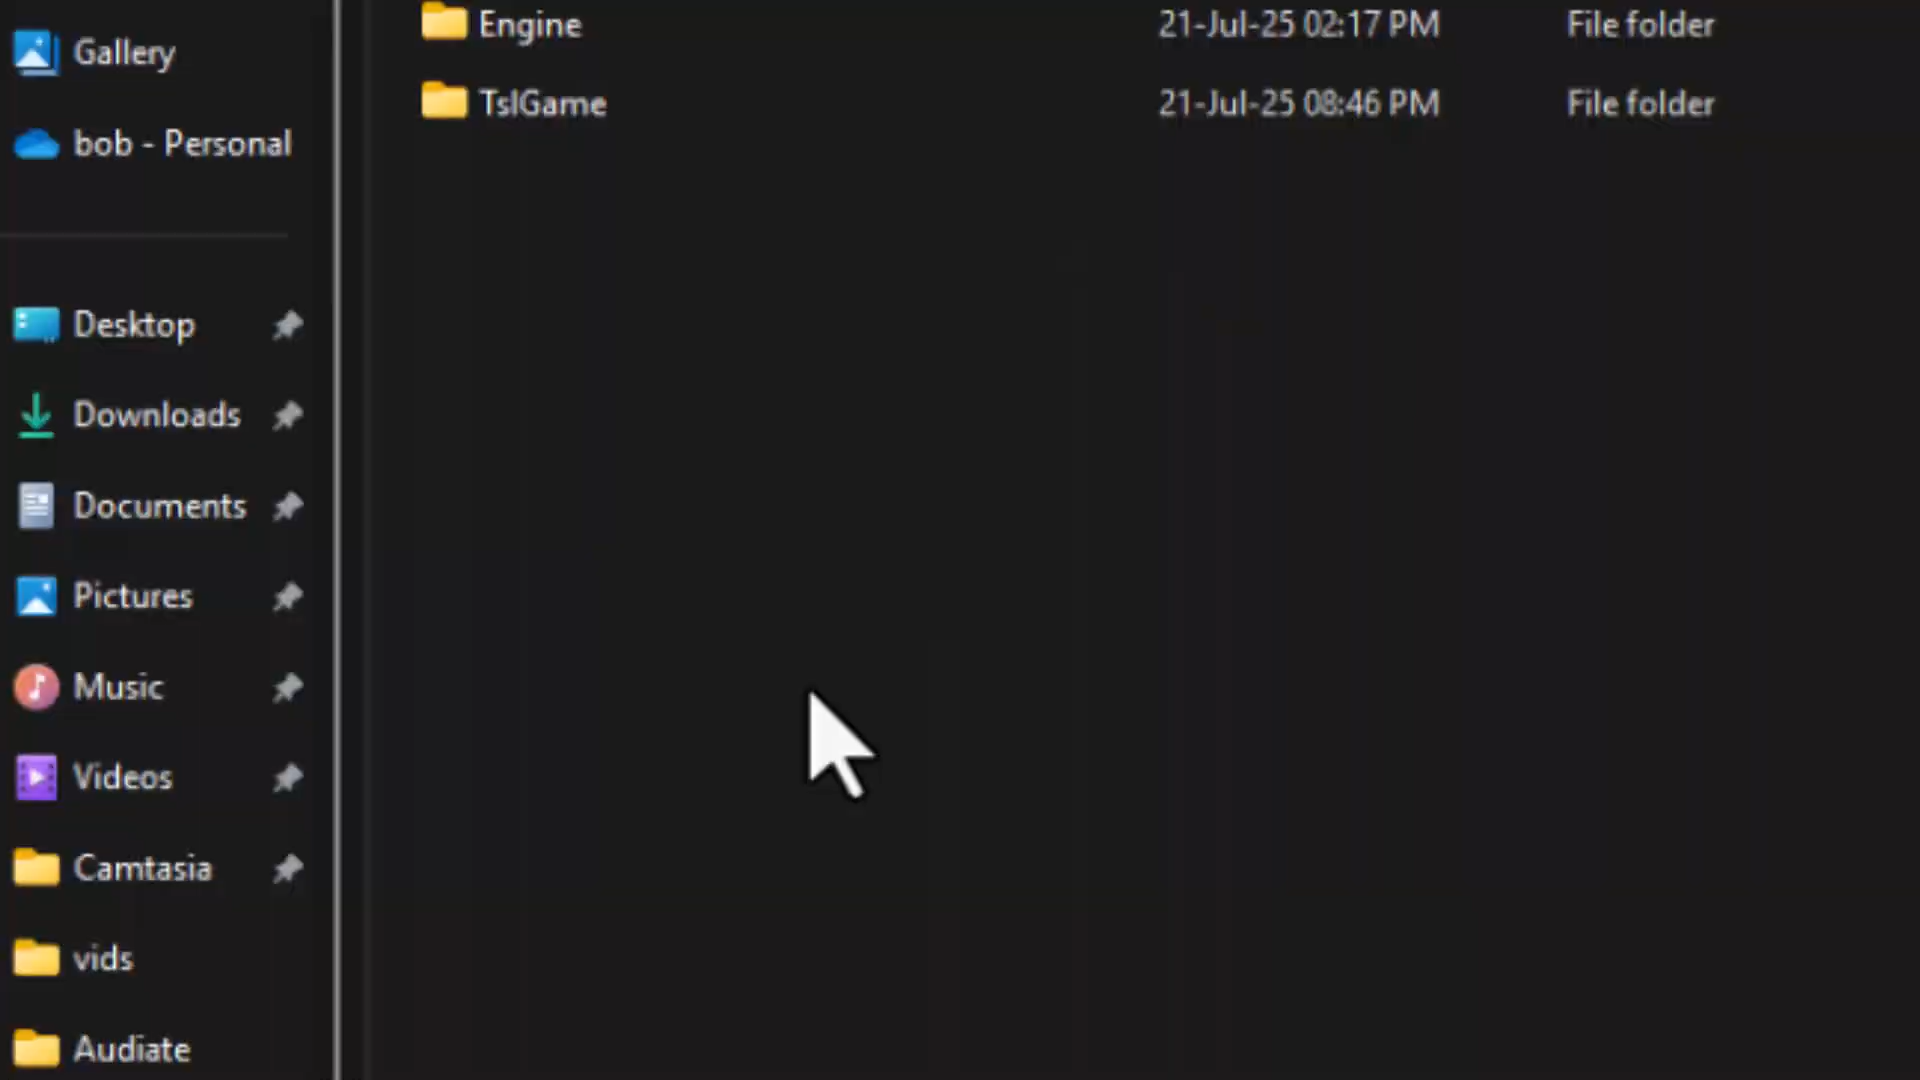 Gallery
bob - Personal
Desktop
Downloads
Documents
Pictures
Music
Videos
Camtasia
vids
Audiate
Engine 21-Jul-25 02:17 PM File folder
TslGame 21-Jul-25 08:46 PM File folder